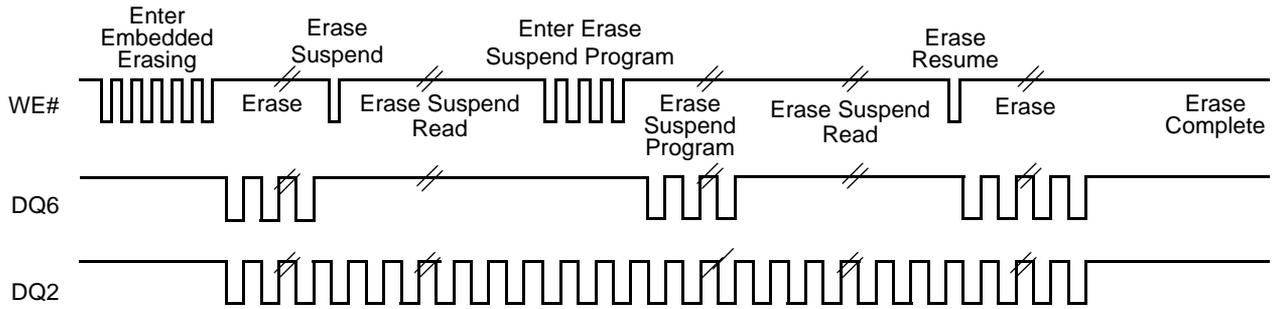 Enter
Embedded
Erasing
Erase
Suspend
Enter Erase
Suspend Program
Erase
Resume
WE#
Erase
Erase Suspend
Read
Erase
Suspend
Program
Erase Suspend
Read
Erase
Erase
Complete
DQ6
DQ2